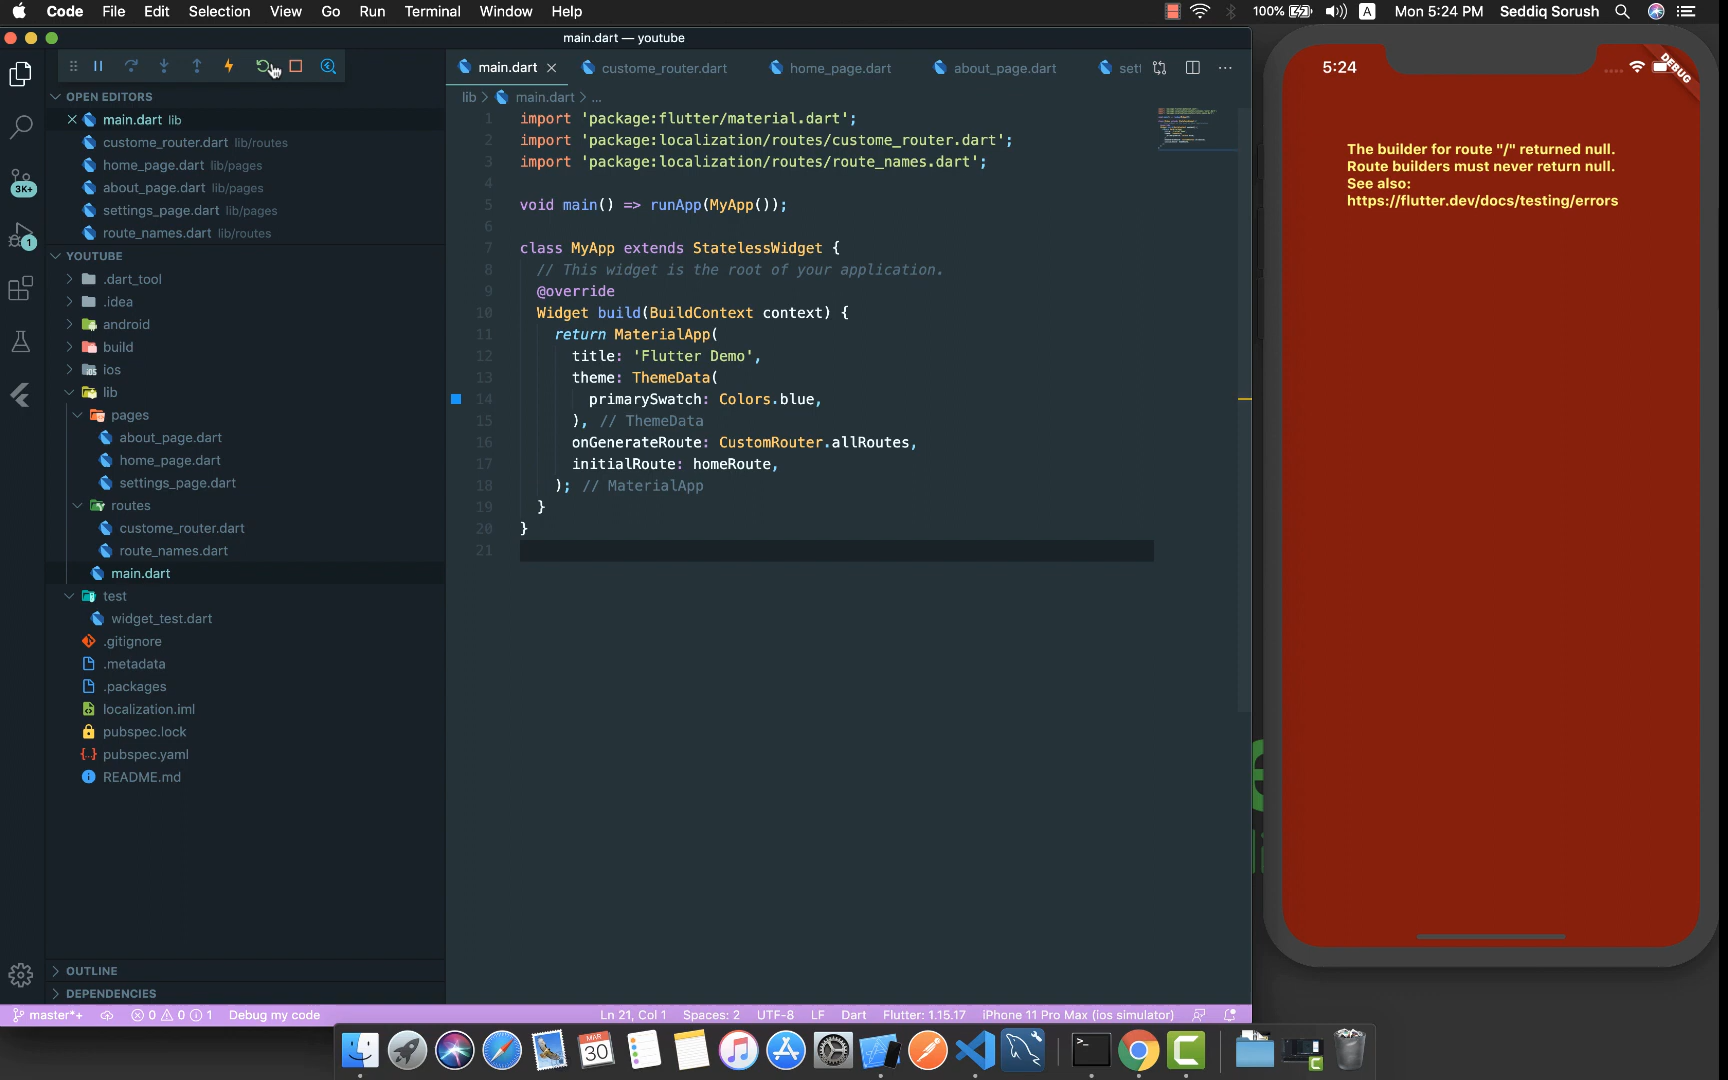 Code File Edit Selection View Go Run Terminal Window Help
100% A Mon 5:24 PM Seddiq Sorush
main.dart — youtube
OPEN EDITORS
main.dart lib
custome_router.dart lib/routes
home_page.dart lib/pages
about_page.dart lib/pages
settings_page.dart lib/pages
route_names.dart lib/routes
3K+
1
YOUTUBE
.dart_tool
.idea
android
build
ios
lib
pages
about_page.dart
home_page.dart
settings_page.dart
routes
custome_router.dart
route_names.dart
main.dart
test
widget_test.dart
.gitignore
.metadata
.packages
localization.iml
pubspec.lock
pubspec.yaml
README.md
OUTLINE
DEPENDENCIES
main.dart custome_router.dart home_page.dart about_page.dart sett
lib > main.dart > ...
1 import 'package:flutter/material.dart';
2 import 'package:localization/routes/custome_router.dart';
3 import 'package:localization/routes/route_names.dart';
4
5 void main() => runApp(MyApp());
6
7 class MyApp extends StatelessWidget {
8 // This widget is the root of your application.
9 @override
10 Widget build(BuildContext context) {
11 return MaterialApp(
12 title: 'Flutter Demo',
13 theme: ThemeData(
14 primarySwatch: Colors.blue,
15 ), // ThemeData
16 onGenerateRoute: CustomRouter.allRoutes,
17 initialRoute: homeRoute,
18 ); // MaterialApp
19 }
20 }
21
5:24
DEBUG
The builder for route "/" returned null.
Route builders must never return null.
See also:
https://flutter.dev/docs/testing/errors
master*+ 0 0 1 Debug my code
Ln 21, Col 1 Spaces: 2 UTF-8 LF Dart Flutter: 1.15.17 iPhone 11 Pro Max (ios simulator)
MAR
30